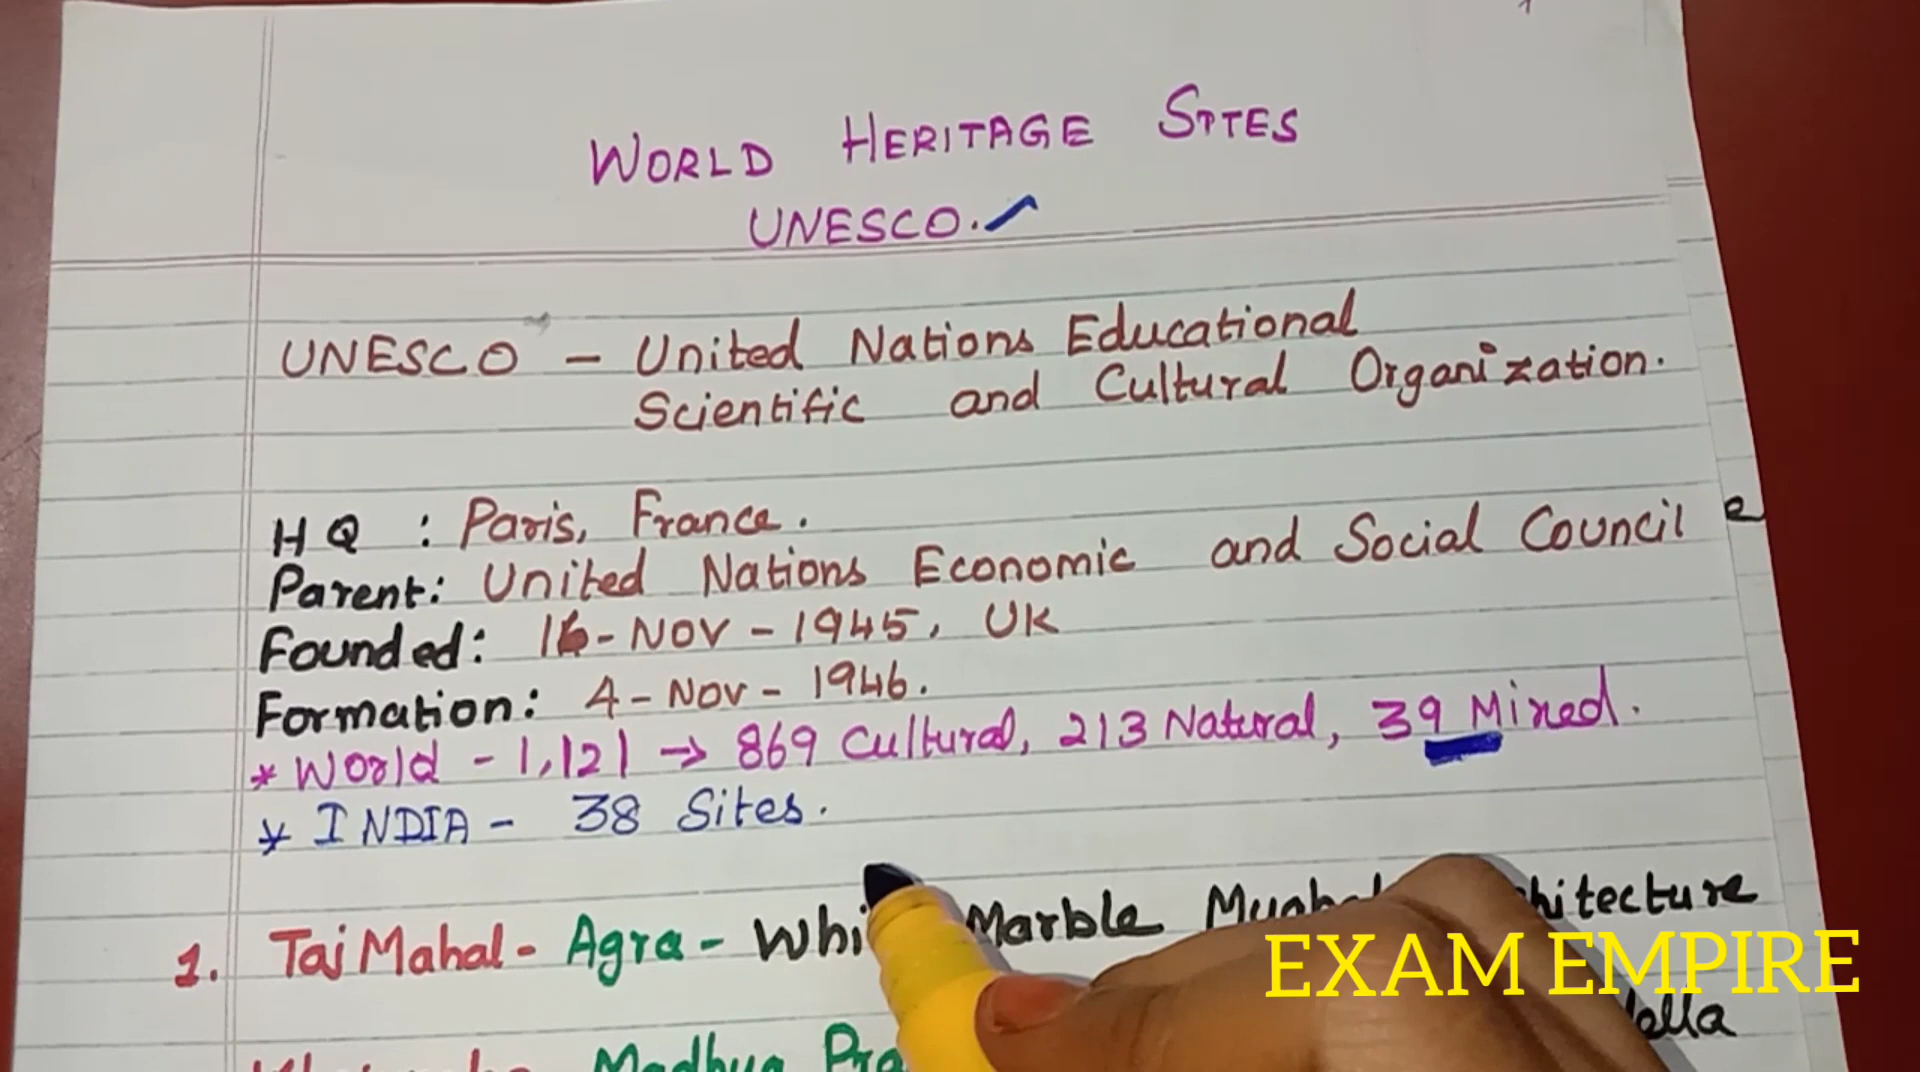 WORLD HERITAGE SITES
UNESCO.
UNESCO - United Nations Educational
Scientific and Cultural Organization.
HQ : Paris, France.
Parent: United Nations Economic and Social Council
Founded: 16-NOV-1945, UK
Formation: 4-Nov-1946.
* World - 1,121 → 869 Cultural, 213 Natural, 39 Mixed.
* INDIA - 38 Sites.
1. Taj Mahal - Agra - Marble
EXAM EMPIRE